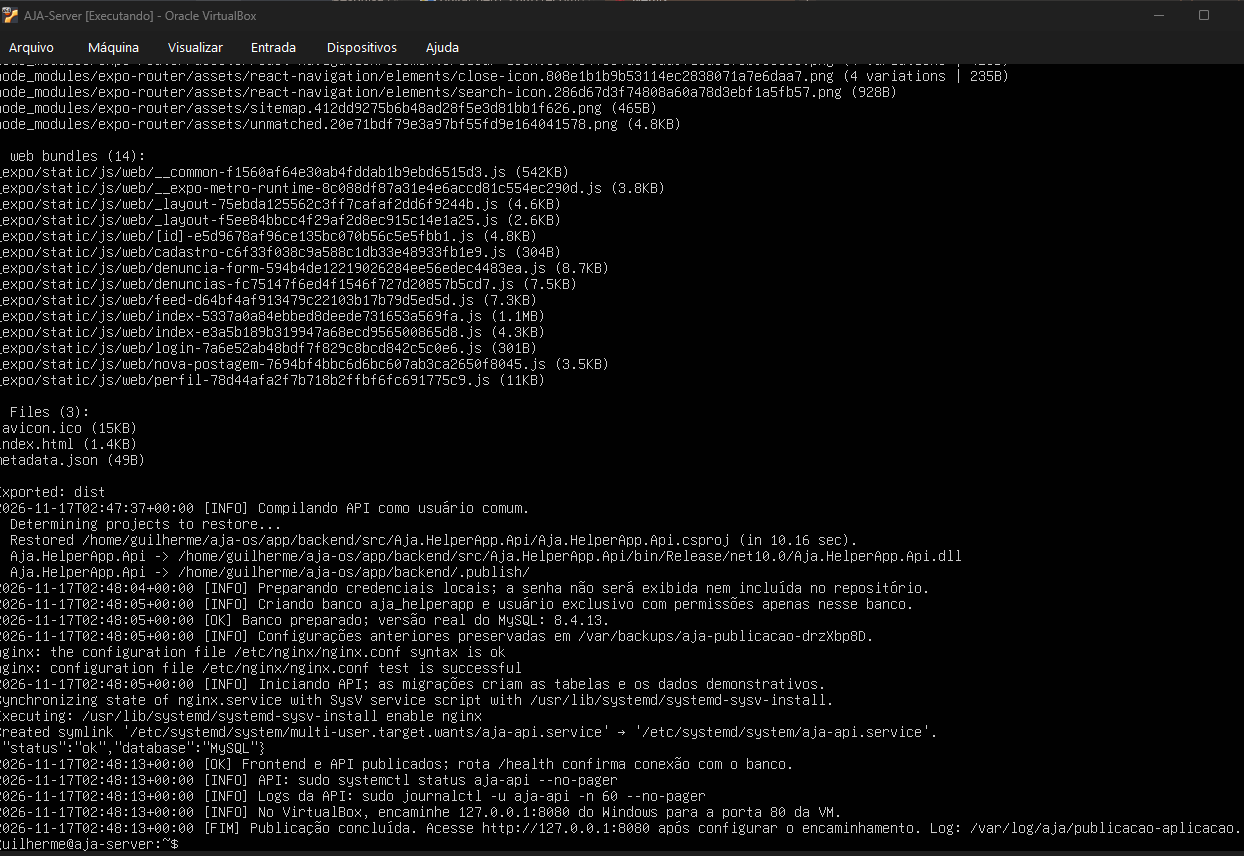 AJA-Server [Executando] - Oracle VirtualBox
Arquivo Máquina Visualizar Entrada Dispositivos Ajuda
node_modules/expo-router/assets/react-navigation/elements/close-icon.808e1b1b9b53114ec2838071a7e6daa7.png (4 variations | 235B)
node_modules/expo-router/assets/react-navigation/elements/search-icon.286d67d3f74808a60a78d3ebf1a5fb57.png (928B)
node_modules/expo-router/assets/sitemap.412dd9275b6b48ad28f5e3d81bb1f626.png (465B)
node_modules/expo-router/assets/unmatched.20e71bdf79e3a97bf55fd9e164041578.png (4.8KB)
web bundles (14):
_expo/static/js/web/__common-f1560af64e30ab4fddab1b9ebd6515d3.js (542KB)
_expo/static/js/web/__expo-metro-runtime-8c088df87a31e4e6accd81c554ec290d.js (3.8KB)
_expo/static/js/web/_layout-75ebda125562c3ff7cafaf2dd6f9244b.js (4.6KB)
_expo/static/js/web/_layout-f5ee84bbcc4f29af2d8ec915c14e1a25.js (2.6KB)
_expo/static/js/web/[id]-e5d9678af96ce135bc070b56c5e5fbb1.js (4.8KB)
_expo/static/js/web/cadastro-c6f33f038c9a588c1db33e48933fb1e9.js (304B)
_expo/static/js/web/denuncia-form-594b4de12219026284ee56edec4483ea.js (8.7KB)
_expo/static/js/web/denuncias-fc75147f6ed4f1546f727d20857b5cd7.js (7.5KB)
_expo/static/js/web/feed-d64bf4af913479c22103b17b79d5ed5d.js (7.3KB)
_expo/static/js/web/index-5337a0a84ebbed8deede731653a569fa.js (1.1MB)
_expo/static/js/web/index-e3a5b189b319947a68ecd956500865d8.js (4.3KB)
_expo/static/js/web/login-7a6e52ab48bdf7f829c8bcd842c5c0e6.js (301B)
_expo/static/js/web/nova-postagem-7694bf4bbc6d6bc607ab3ca2650f8045.js (3.5KB)
_expo/static/js/web/perfil-78d44afa2f7b718b2ffbf6fc691775c9.js (11KB)
Files (3):
avicon.ico (15KB)
index.html (1.4KB)
metadata.json (49B)
Exported: dist
2026-11-17T02:47:37+00:00 [INFO] Compilando API como usuário comum.
Determining projects to restore...
Restored /home/guilherme/aja-os/app/backend/src/Aja.HelperApp.Api/Aja.HelperApp.Api.csproj (in 10.16 sec).
Aja.HelperApp.Api -> /home/guilherme/aja-os/app/backend/src/Aja.HelperApp.Api/bin/Release/net10.0/Aja.HelperApp.Api.dll
Aja.HelperApp.Api -> /home/guilherme/aja-os/app/backend/.publish/
2026-11-17T02:48:04+00:00 [INFO] Preparando credenciais locais; a senha não será exibida nem incluída no repositório.
2026-11-17T02:48:05+00:00 [INFO] Criando banco aja_helperapp e usuário exclusivo com permissões apenas nesse banco.
2026-11-17T02:48:05+00:00 [OK] Banco preparado; versão real do MySQL: 8.4.13.
2026-11-17T02:48:05+00:00 [INFO] Configurações anteriores preservadas em /var/backups/aja-publicacao-drzXbp8D.
nginx: the configuration file /etc/nginx/nginx.conf syntax is ok
nginx: configuration file /etc/nginx/nginx.conf test is successful
2026-11-17T02:48:05+00:00 [INFO] Iniciando API; as migrações criam as tabelas e os dados demonstrativos.
Synchronizing state of nginx.service with SysV service script with /usr/lib/systemd/systemd-sysv-install.
Executing: /usr/lib/systemd/systemd-sysv-install enable nginx
Created symlink '/etc/systemd/system/multi-user.target.wants/aja-api.service' → '/etc/systemd/system/aja-api.service'.
"status":"ok","database":"MySQL"}
2026-11-17T02:48:13+00:00 [OK] Frontend e API publicados; rota /health confirma conexão com o banco.
2026-11-17T02:48:13+00:00 [INFO] API: sudo systemctl status aja-api --no-pager
2026-11-17T02:48:13+00:00 [INFO] Logs da API: sudo journalctl -u aja-api -n 60 --no-pager
2026-11-17T02:48:13+00:00 [INFO] No VirtualBox, encaminhe 127.0.0.1:8080 do Windows para a porta 80 da VM.
2026-11-17T02:48:13+00:00 [FIM] Publicação concluída. Acesse http://127.0.0.1:8080 após configurar o encaminhamento. Log: /var/log/aja/publicacao-aplicacao.
guilherme@aja-server:~$